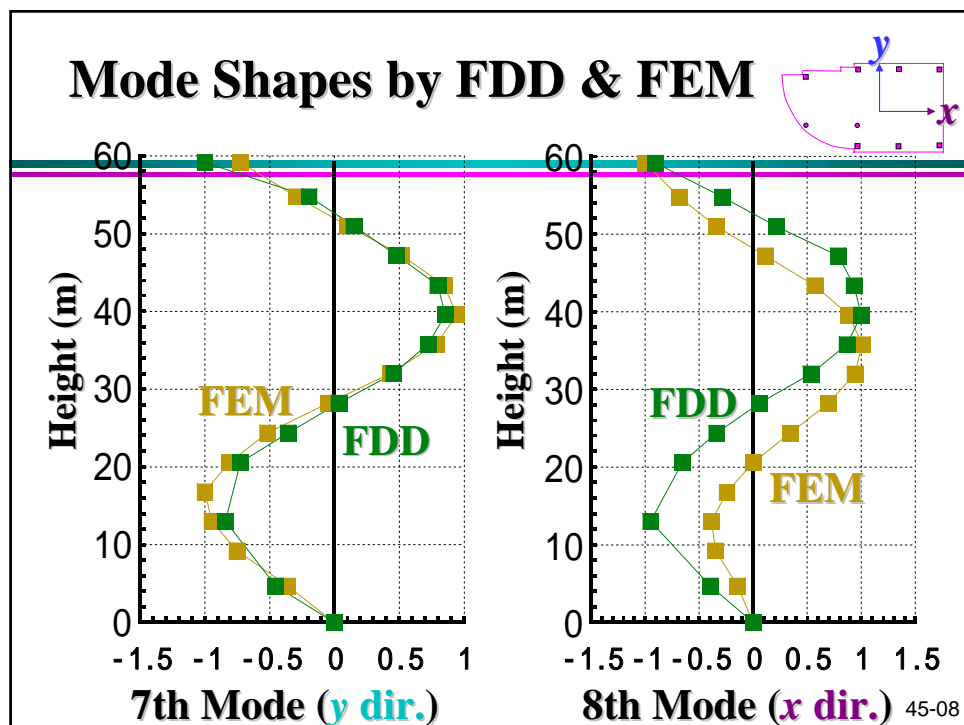 Mode Shapes by FDD & FEM
y
x
Height (m)
60
50
40
30
20
10
0
-1.5 -1 -0.5 0 0.5 1
FEM
FDD
7th Mode (y dir.)
Height (m)
60
50
40
30
20
10
0
-1.5 -1 -0.5 0 0.5 1 1.5
FDD
FEM
8th Mode (x dir.)
45-08